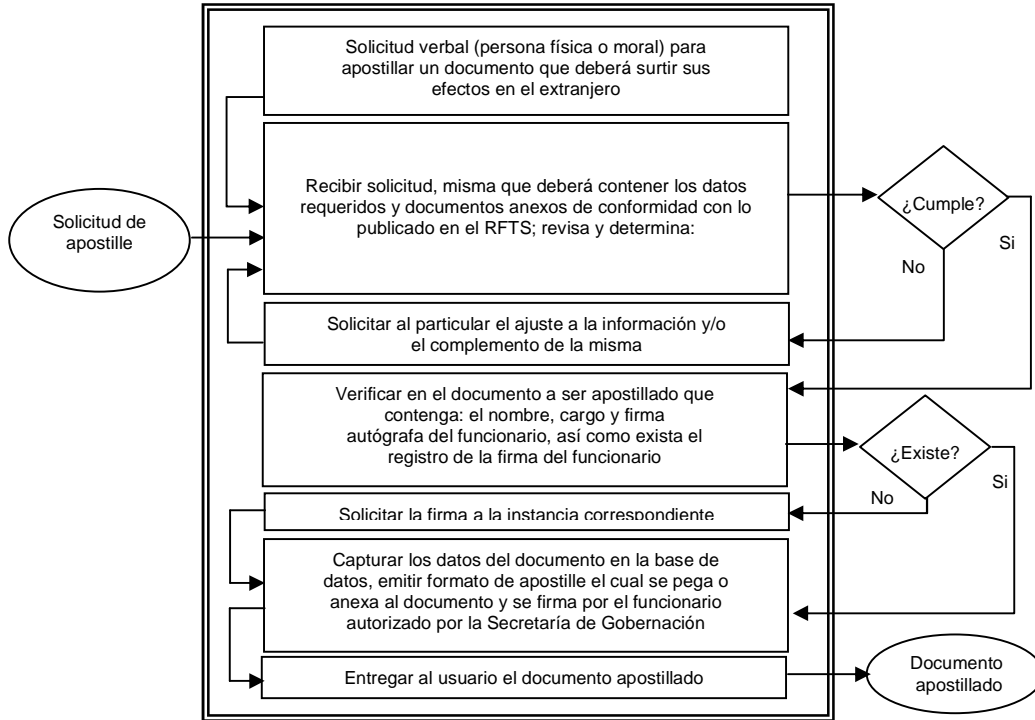 Solicitud verbal (persona física o moral) para
apostillar un documento que deberá surtir sus
efectos en el extranjero
Solicitud de
apostille
Recibir solicitud, misma que deberá contener los datos
requeridos y documentos anexos de conformidad con lo
publicado en el RFTS; revisa y determina:
¿Cumple?
Si
No
Solicitar al particular el ajuste a la información y/o
el complemento de la misma
Verificar en el documento a ser apostillado que
contenga: el nombre, cargo y firma
autógrafa del funcionario, así como exista el
registro de la firma del funcionario
¿Existe?
Si
No
Solicitar la firma a la instancia correspondiente
Capturar los datos del documento en la base de
datos, emitir formato de apostille el cual se pega o
anexa al documento y se firma por el funcionario
autorizado por la Secretaría de Gobernación
Entregar al usuario el documento apostillado
Documento
apostillado